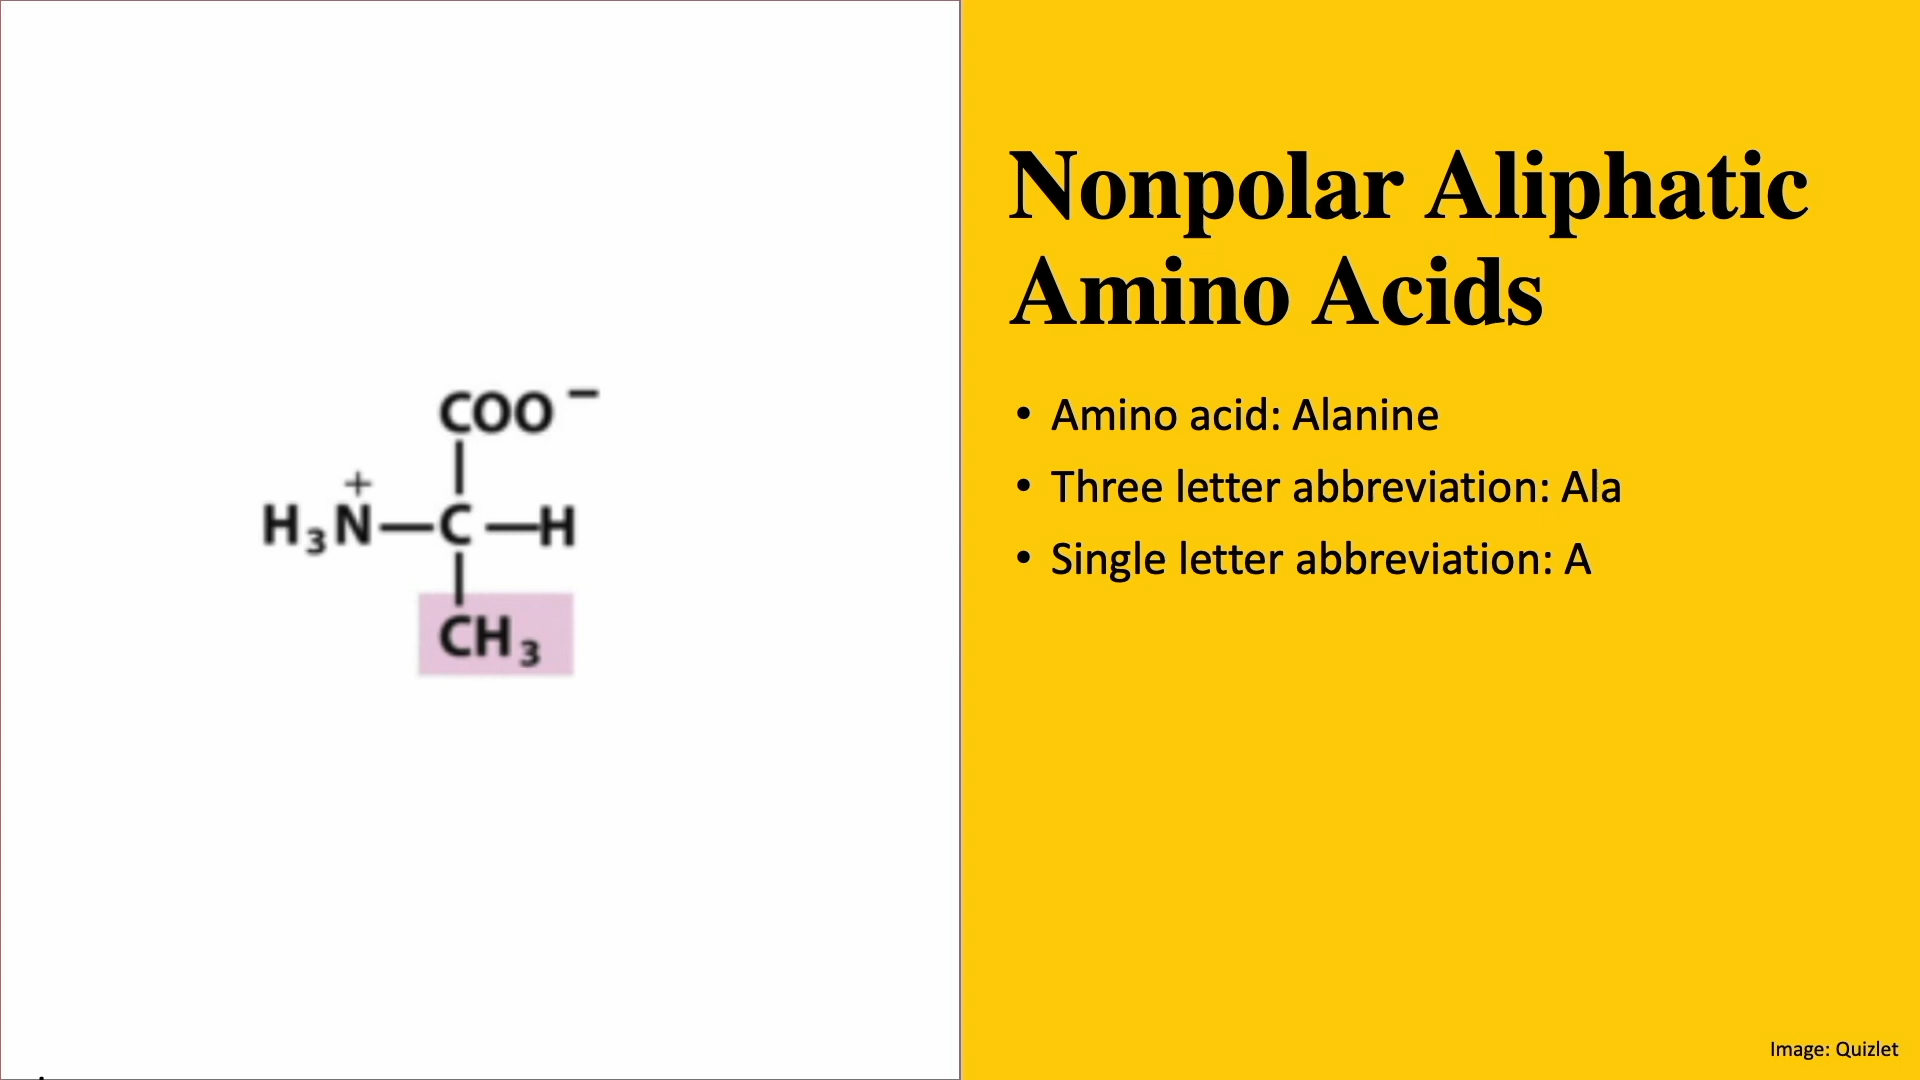 COO⁻
+
H₃N—C—H
CH₃
Nonpolar Aliphatic
Amino Acids
• Amino acid: Alanine
• Three letter abbreviation: Ala
• Single letter abbreviation: A
Image: Quizlet